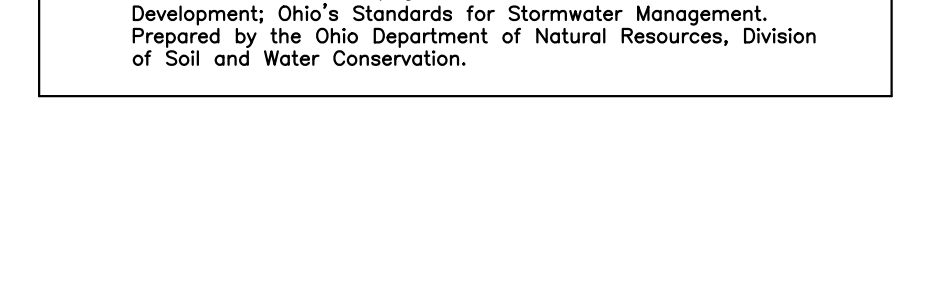 Development; Ohio's Standards for Stormwater Management.
Prepared by the Ohio Department of Natural Resources, Division
of Soil and Water Conservation.